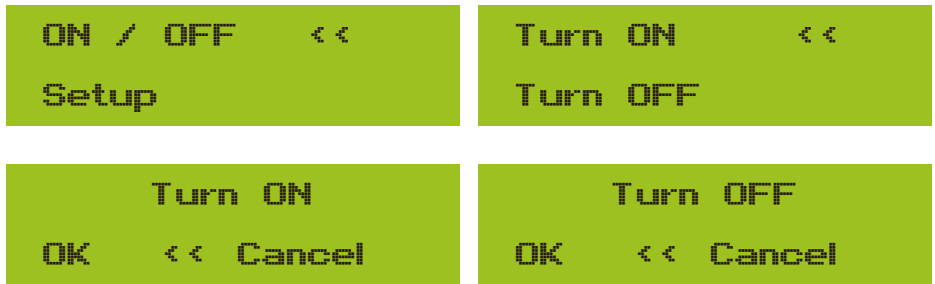 ON / OFF <<
Setup
Turn ON <<
Turn OFF
Turn ON
OK << Cancel
Turn OFF
OK << Cancel